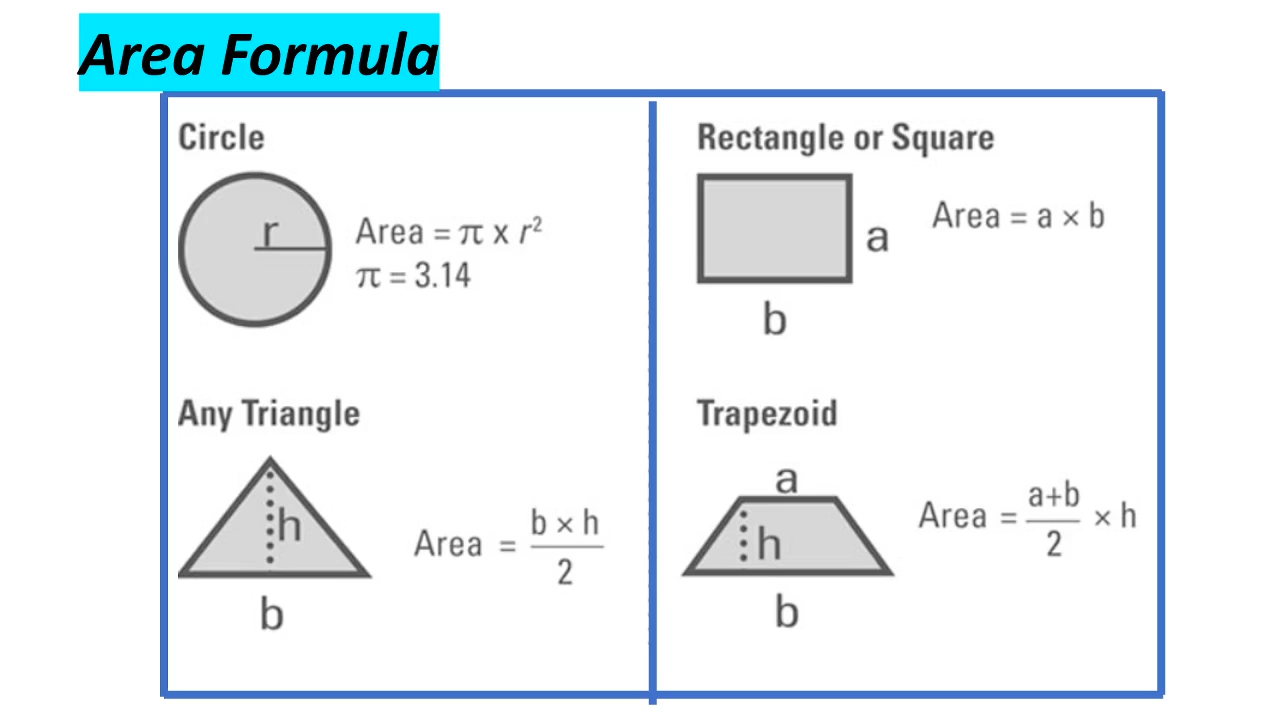 Area Formula
Circle
r
Area = π x r²
π = 3.14
Rectangle or Square
a
b
Area = a × b
Any Triangle
h
b
Area = b × h / 2
Trapezoid
a
h
b
Area = a+b / 2 × h